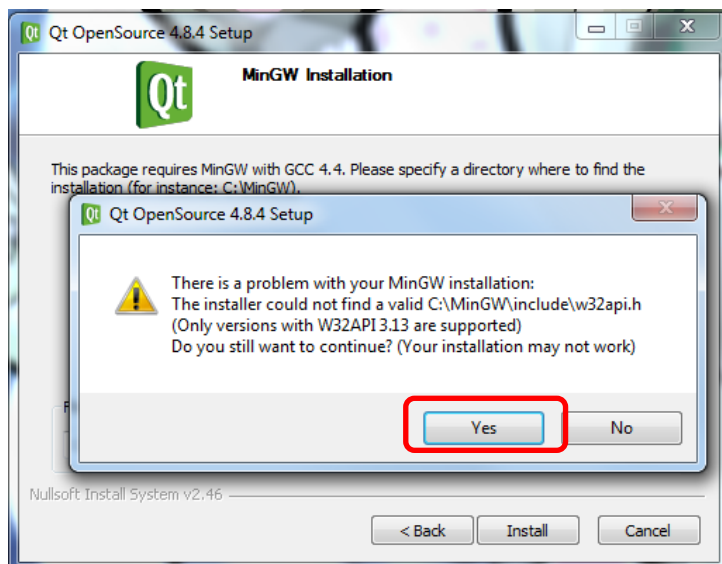 Qt OpenSource 4.8.4 Setup
Qt
MinGW Installation
This package requires MinGW with GCC 4.4. Please specify a directory where to find the
installation (for instance: C:\MinGW).
Qt OpenSource 4.8.4 Setup
There is a problem with your MinGW installation:
The installer could not find a valid C:\MinGW\include\w32api.h
(Only versions with W32API 3.13 are supported)
Do you still want to continue? (Your installation may not work)
Yes
No
Nullsoft Install System v2.46
< Back
Install
Cancel